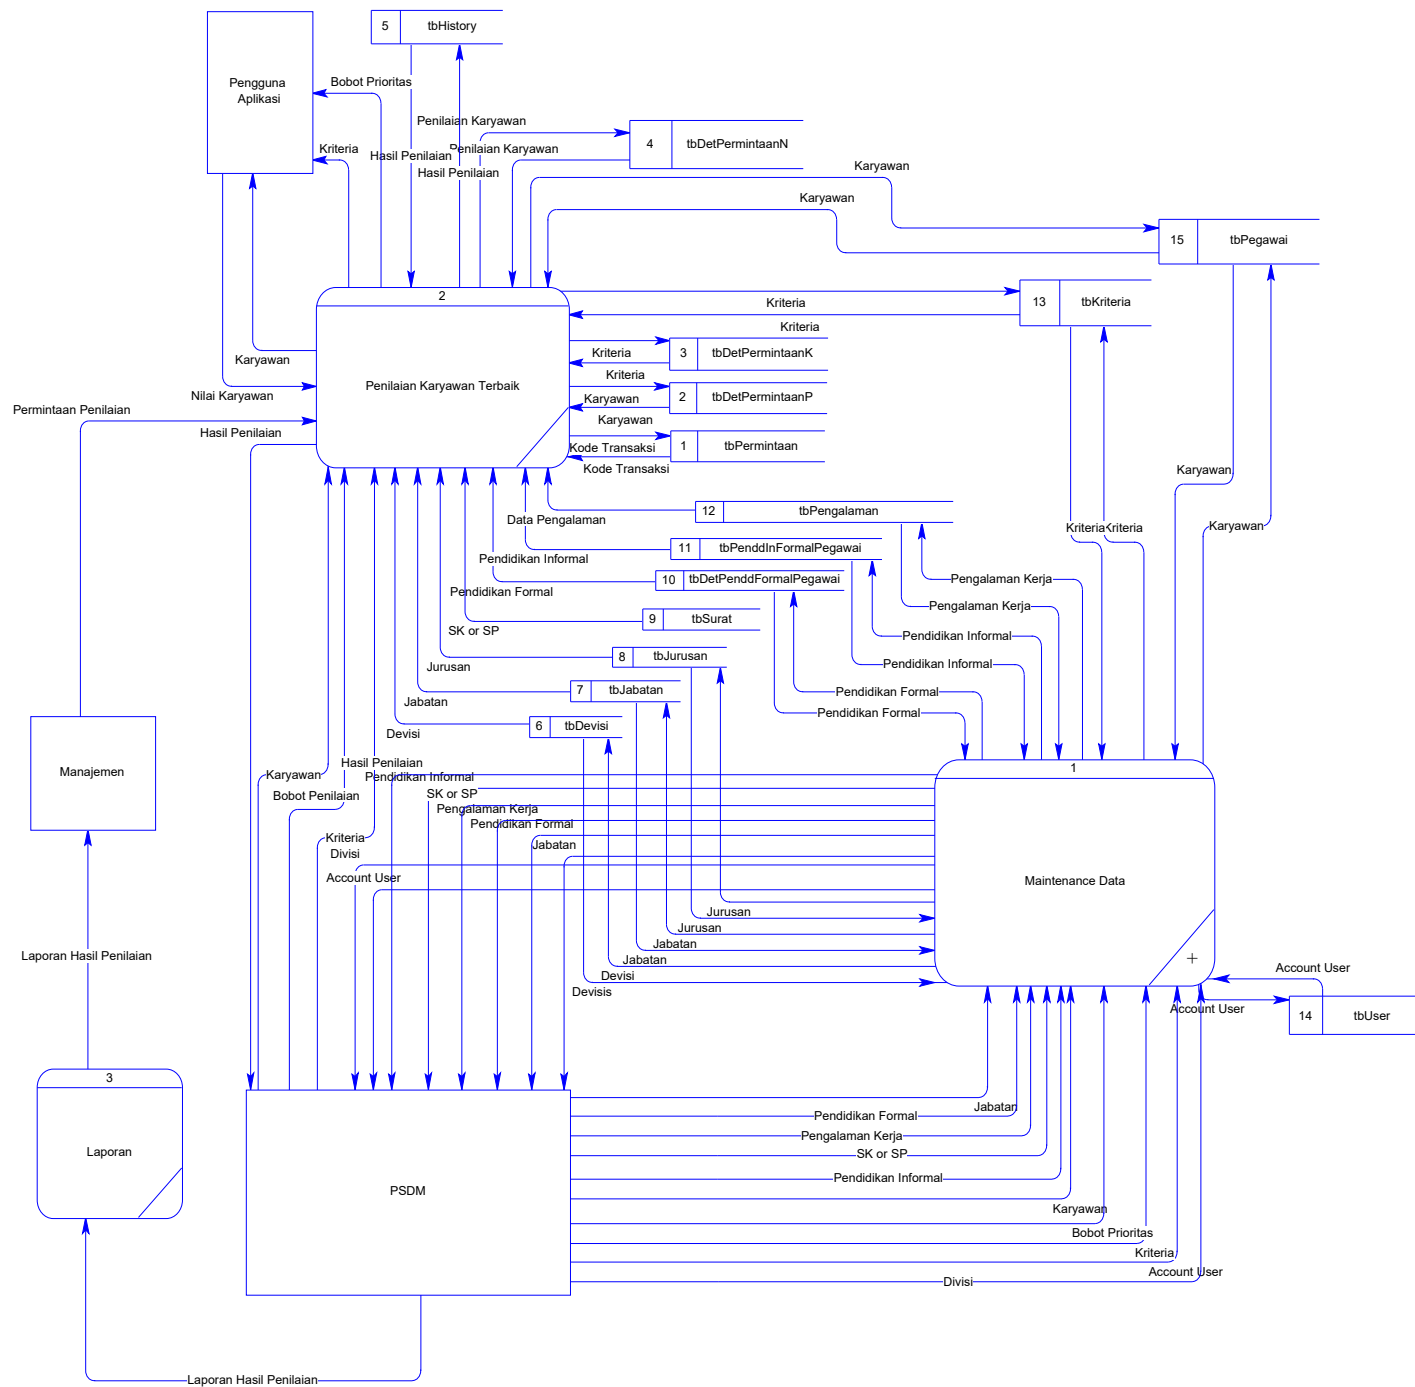 5 tbHistory
Pengguna
Aplikasi
Bobot Prioritas
Penilaian Karyawan
4 tbDetPermintaanN
Kriteria
Hasil Penilaian
Penilaian Karyawan
Hasil Penilaian
Karyawan
Karyawan
15 tbPegawai
2
Penilaian Karyawan Terbaik
13 tbKriteria
Kriteria
Kriteria
3 tbDetPermintaanK
Kriteria
Karyawan
Kriteria
2 tbDetPermintaanP
Nilai Karyawan
Karyawan
Permintaan Penilaian
Karyawan
Hasil Penilaian
1 tbPermintaan
Kode Transaksi
Kode Transaksi
Karyawan
12 tbPengalaman
Data Pengalaman
Kriteria
Kriteria
Karyawan
11 tbPenddInFormalPegawai
Pendidikan Informal
10 tbDetPenddFormalPegawai
Pengalaman Kerja
Pendidikan Formal
Pengalaman Kerja
9 tbSurat
SK or SP
Pendidikan Informal
8 tbJurusan
Jurusan
Pendidikan Informal
7 tbJabatan
Jabatan
Pendidikan Formal
Pendidikan Formal
6 tbDevisi
Devisi
Manajemen
Hasil Penilaian
Karyawan
Pendidikan Informal
1
Maintenance Data
+
Bobot Penilaian
SK or SP
Pengalaman Kerja
Pendidikan Formal
Kriteria
Jabatan
Divisi
Account User
Jurusan
Jurusan
Jabatan
Jabatan
Devisi
Devisis
Laporan Hasil Penilaian
Account User
Account User
14 tbUser
3
Laporan
PSDM
Jabatan
Pendidikan Formal
Pengalaman Kerja
SK or SP
Pendidikan Informal
Karyawan
Bobot Prioritas
Kriteria
Account User
Divisi
Laporan Hasil Penilaian